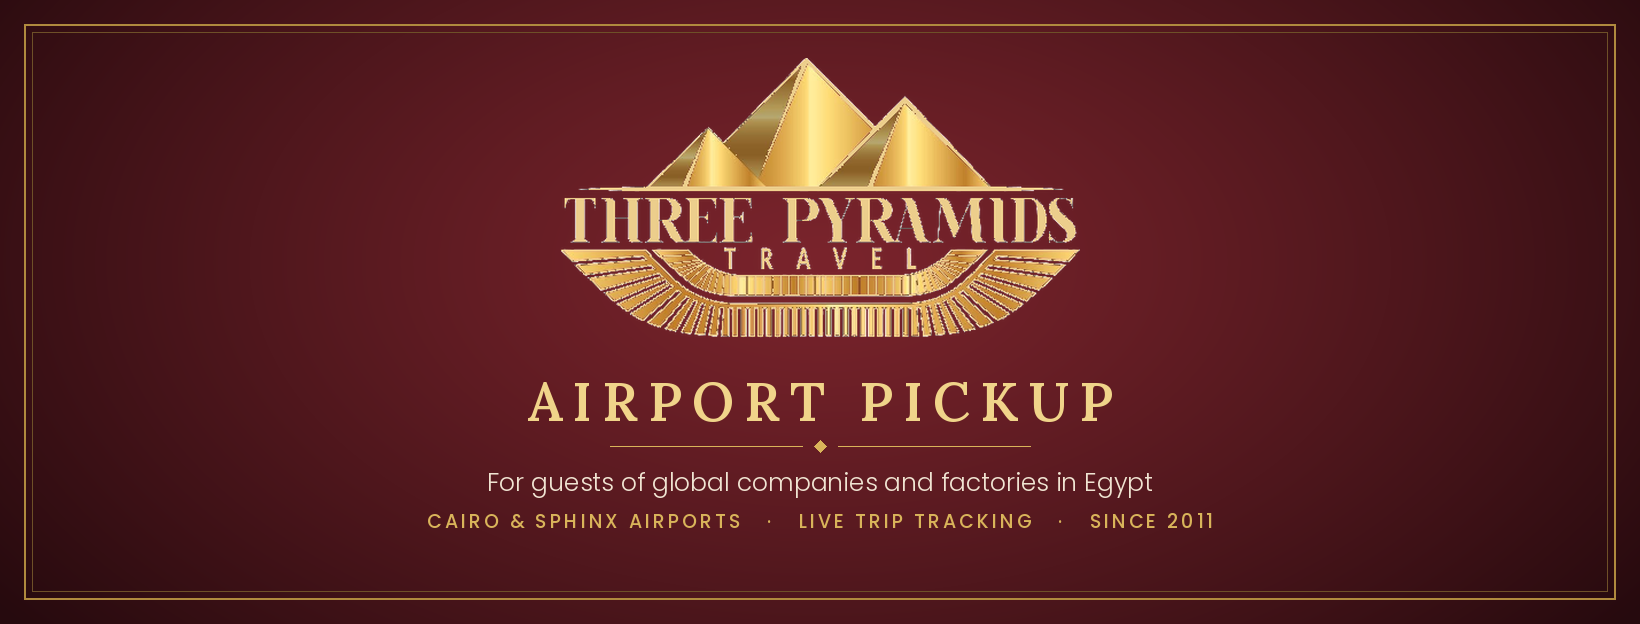 THREE PYRAMIDS
TRAVEL
AIRPORT PICKUP
For guests of global companies and factories in Egypt
CAIRO & SPHINX AIRPORTS · LIVE TRIP TRACKING · SINCE 2011